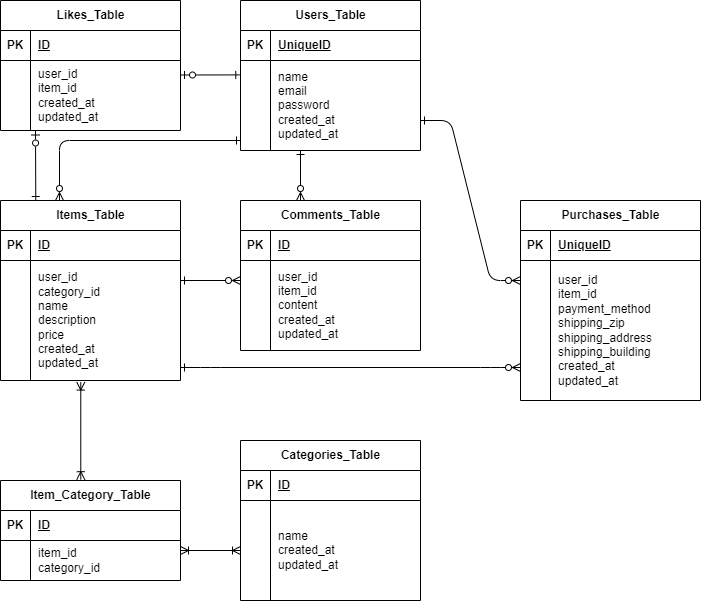 Likes_Table
PK ID
user_id
item_id
created_at
updated_at
Users_Table
PK UniqueID
name
email
password
created_at
updated_at
Items_Table
PK ID
user_id
category_id
name
description
price
created_at
updated_at
Comments_Table
PK ID
user_id
item_id
content
created_at
updated_at
Purchases_Table
PK UniqueID
user_id
item_id
payment_method
shipping_zip
shipping_address
shipping_building
created_at
updated_at
Item_Category_Table
PK ID
item_id
category_id
Categories_Table
PK ID
name
created_at
updated_at